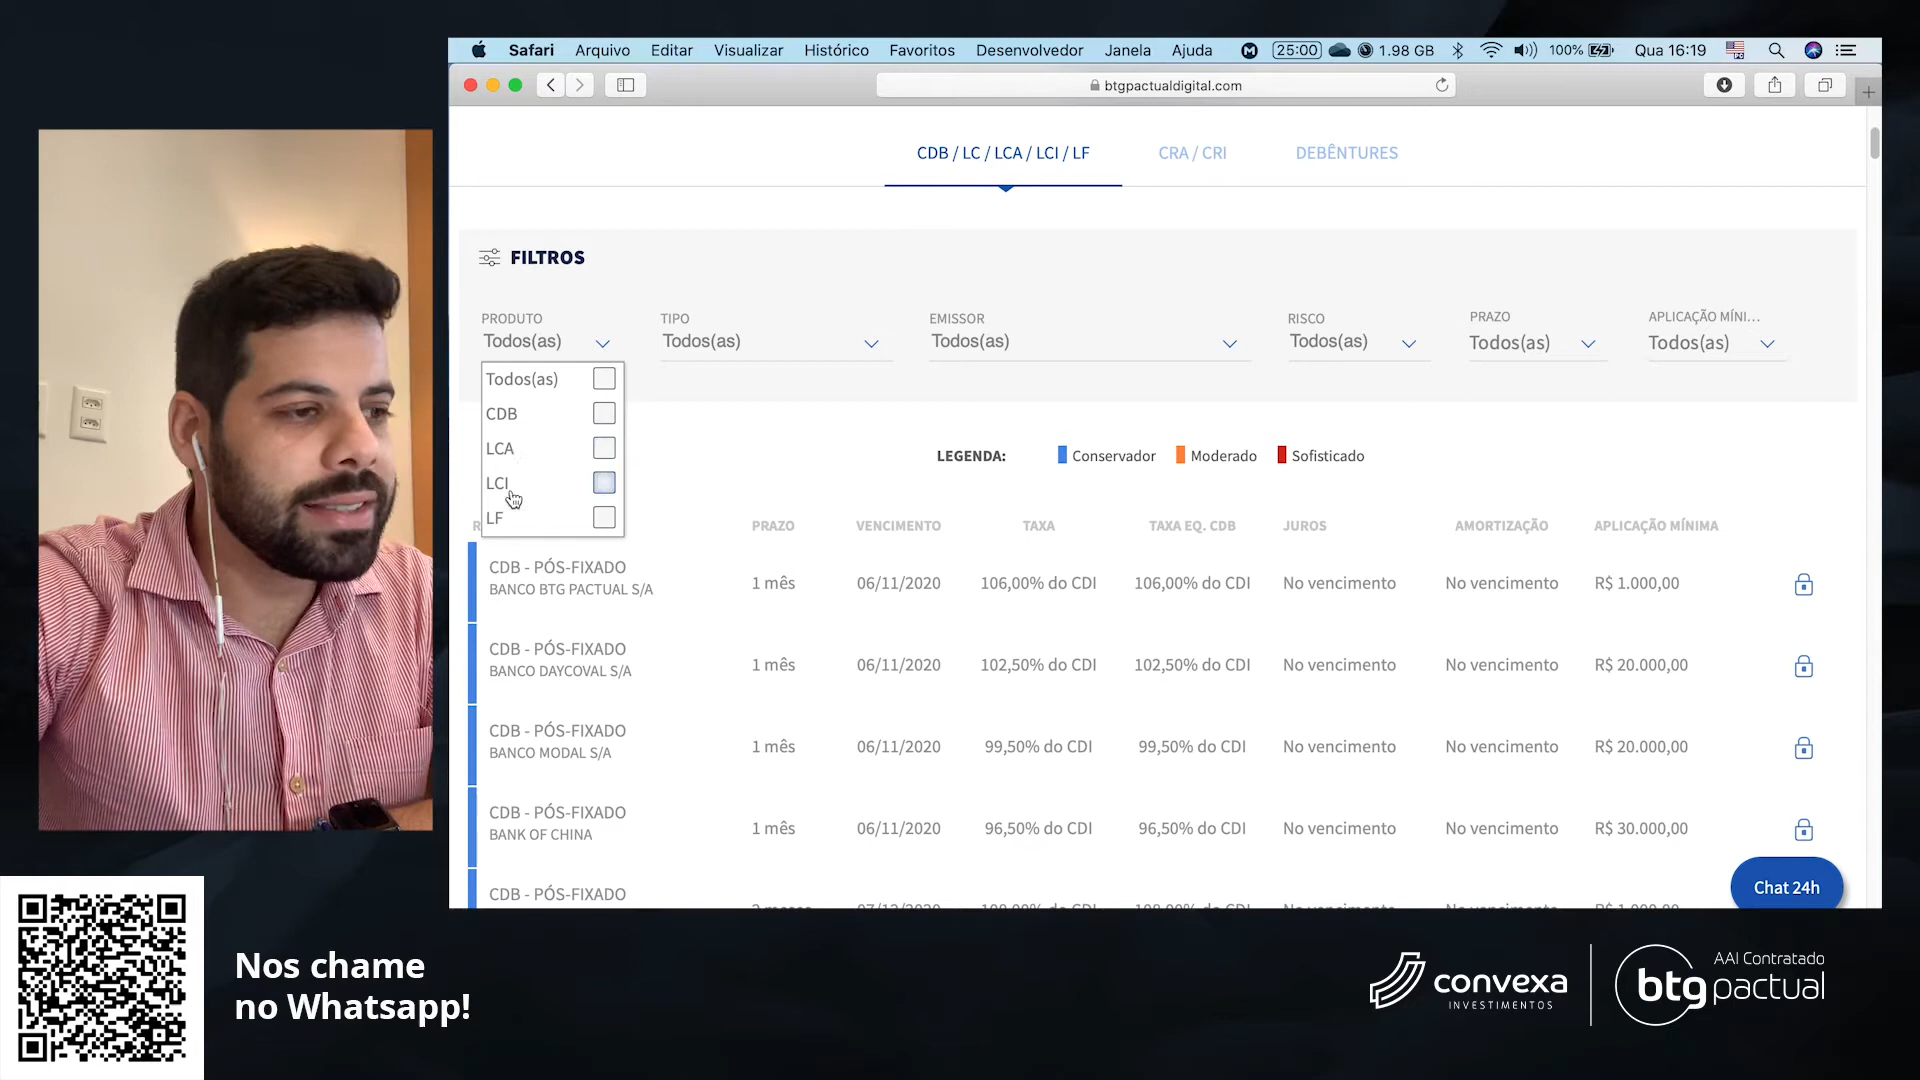 Safari Arquivo Editar Visualizar Histórico Favoritos Desenvolvedor Janela Ajuda 25:00 1.98 GB 100% Qua 16:19
btgpactualdigital.com
CDB / LC / LCA / LCI / LF CRA / CRI DEBÊNTURES
FILTROS
PRODUTO TIPO EMISSOR RISCO PRAZO APLICAÇÃO MÍNI...
Todos(as) Todos(as) Todos(as) Todos(as) Todos(as) Todos(as)
Todos(as)
CDB
LCA
LCI
LF
LEGENDA: Conservador Moderado Sofisticado
PRAZO VENCIMENTO TAXA TAXA EQ. CDB JUROS AMORTIZAÇÃO APLICAÇÃO MÍNIMA
CDB - PÓS-FIXADO
BANCO BTG PACTUAL S/A
1 mês 06/11/2020 106,00% do CDI 106,00% do CDI No vencimento No vencimento R$ 1.000,00
CDB - PÓS-FIXADO
BANCO DAYCOVAL S/A
1 mês 06/11/2020 102,50% do CDI 102,50% do CDI No vencimento No vencimento R$ 20.000,00
CDB - PÓS-FIXADO
BANCO MODAL S/A
1 mês 06/11/2020 99,50% do CDI 99,50% do CDI No vencimento No vencimento R$ 20.000,00
CDB - PÓS-FIXADO
BANK OF CHINA
1 mês 06/11/2020 96,50% do CDI 96,50% do CDI No vencimento No vencimento R$ 30.000,00
CDB - PÓS-FIXADO
Chat 24h
Nos chame
no Whatsapp!
convexa
INVESTIMENTOS
AAI Contratado
btg pactual